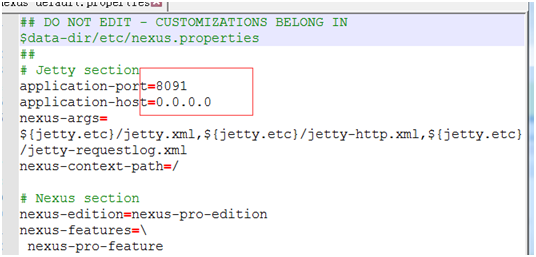 nexus-default.properties
## DO NOT EDIT - CUSTOMIZATIONS BELONG IN
$data-dir/etc/nexus.properties
##
# Jetty section
application-port=8091
application-host=0.0.0.0
nexus-args=
${jetty.etc}/jetty.xml,${jetty.etc}/jetty-http.xml,${jetty.etc}
/jetty-requestlog.xml
nexus-context-path=/
# Nexus section
nexus-edition=nexus-pro-edition
nexus-features=\
nexus-pro-feature